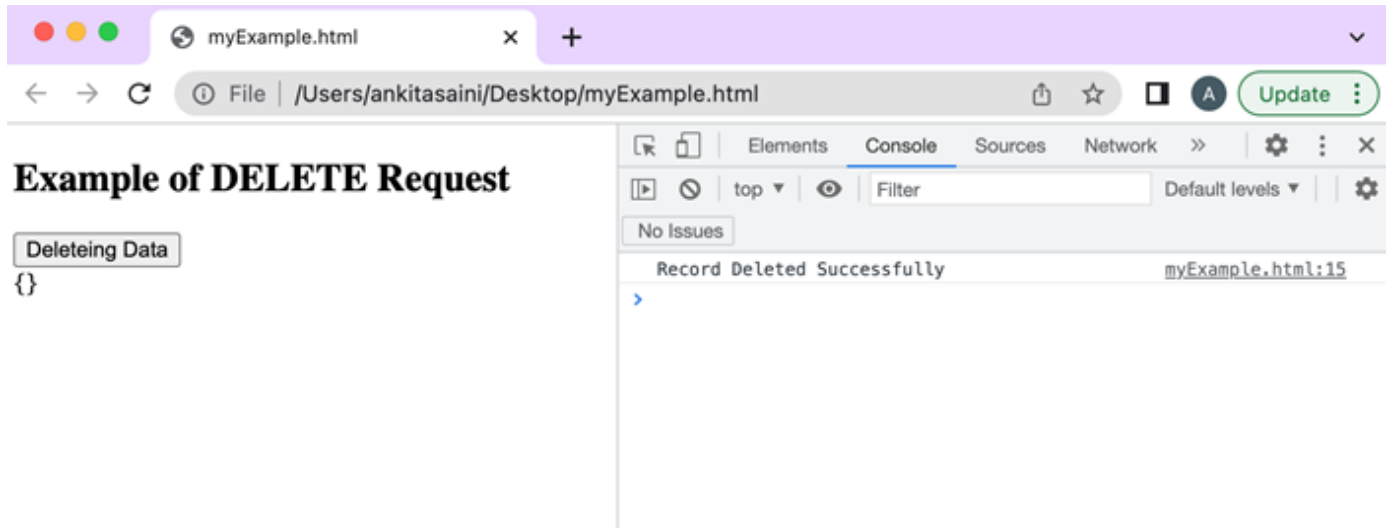 myExample.html
File | /Users/ankitasaini/Desktop/myExample.html A Update
Example of DELETE Request
Deleteing Data
{}
Elements Console Sources Network »
top ▼ Filter Default levels ▼
No Issues
Record Deleted Successfully myExample.html:15
>